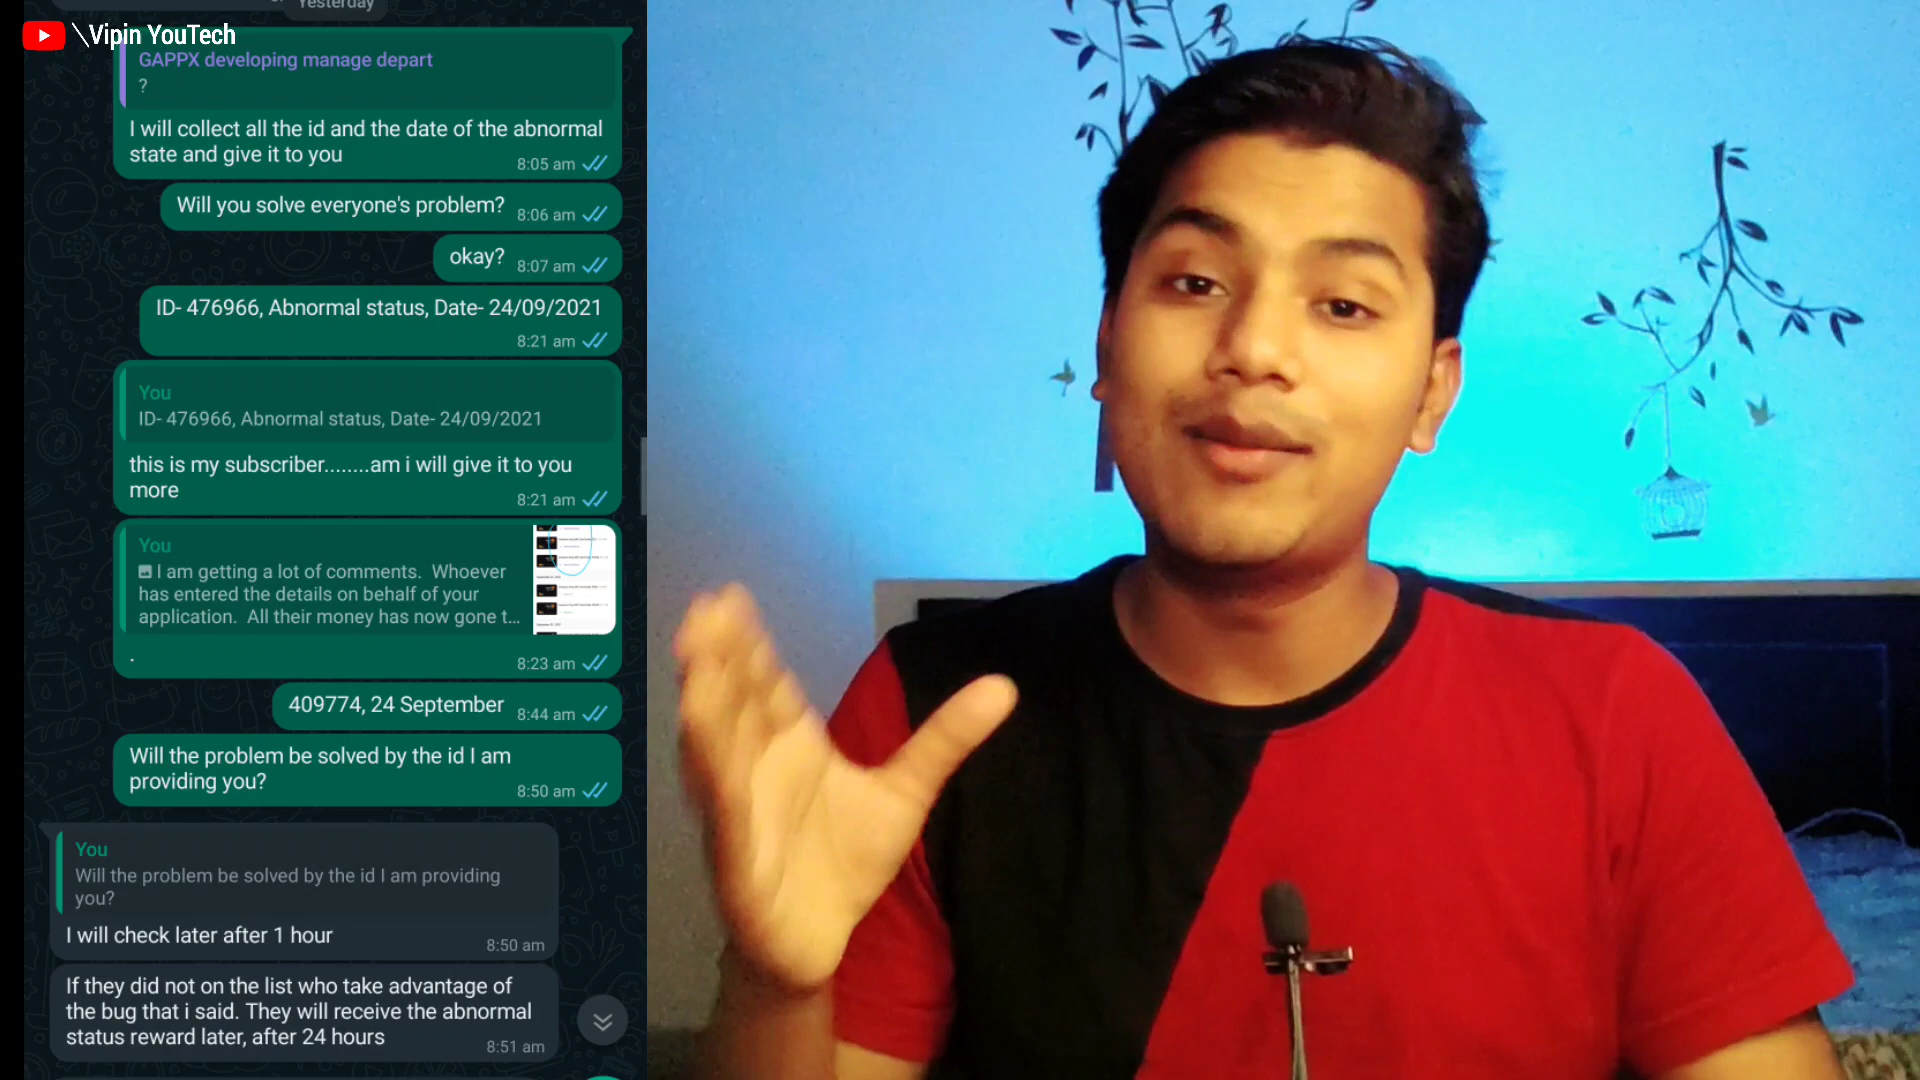 Yesterday
\Vipin YouTech
GAPPX developing manage depart
?
I will collect all the id and the date of the abnormal
state and give it to you
8:05 am
Will you solve everyone's problem?
8:06 am
okay?
8:07 am
ID- 476966, Abnormal status, Date- 24/09/2021
8:21 am
You
ID- 476966, Abnormal status, Date- 24/09/2021
this is my subscriber........am i will give it to you
more
8:21 am
You
I am getting a lot of comments. Whoever
has entered the details on behalf of your
application. All their money has now gone t...
.
8:23 am
409774, 24 September
8:44 am
Will the problem be solved by the id I am
providing you?
8:50 am
You
Will the problem be solved by the id I am providing
you?
I will check later after 1 hour
8:50 am
If they did not on the list who take advantage of
the bug that i said. They will receive the abnormal
status reward later, after 24 hours
8:51 am